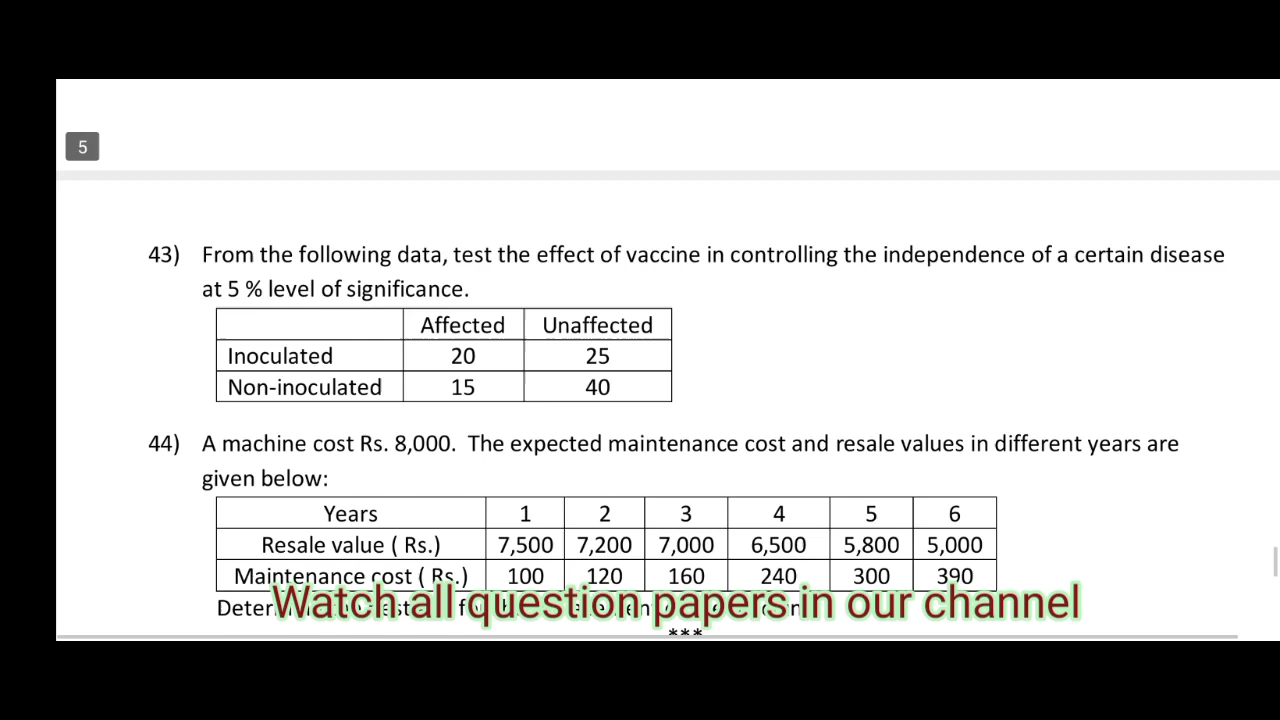 5
43) From the following data, test the effect of vaccine in controlling the independence of a certain disease
at 5 % level of significance.
Affected Unaffected
Inoculated 20 25
Non-inoculated 15 40
44) A machine cost Rs. 8,000. The expected maintenance cost and resale values in different years are
given below:
Years 1 2 3 4 5 6
Resale value ( Rs.) 7,500 7,200 7,000 6,500 5,800 5,000
Maintenance cost ( Rs.) 100 120 160 240 300 390
Watch all question papers in our channel
***